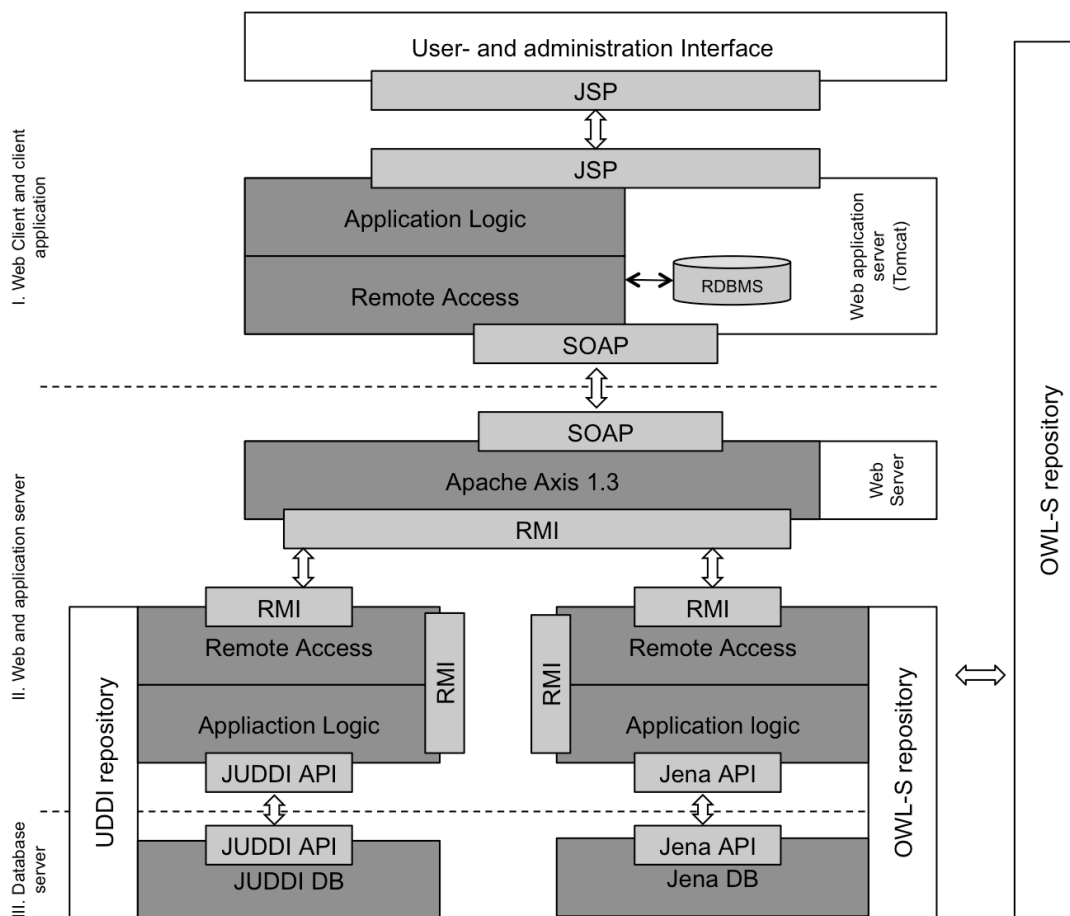 User- and administration Interface
JSP
JSP
I. Web Client and client
application
Application Logic
Remote Access
RDBMS
Web application
server
(Tomcat)
SOAP
SOAP
Apache Axis 1.3
Web
Server
RMI
II. Web and application server
RMI
Remote Access
RMI
Appliaction Logic
JUDDI API
UDDI repository
RMI
Remote Access
RMI
Application logic
Jena API
OWL-S repository
OWL-S repository
III. Database
server
JUDDI API
JUDDI DB
Jena API
Jena DB